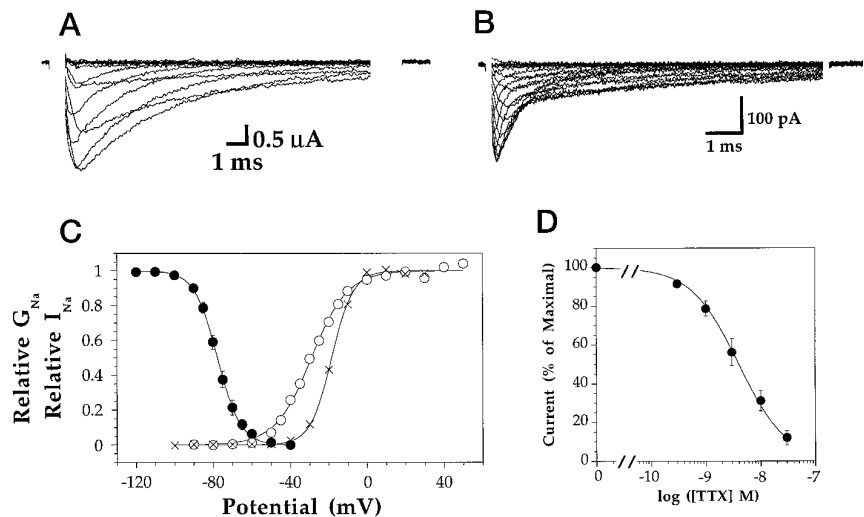 A
0.5 µA
1 ms
B
100 pA
1 ms
C
Relative G Na
Relative I Na
1
0.8
0.6
0.4
0.2
0
-120 -80 -40 0 40
Potential (mV)
D
Current (% of Maximal)
100
80
60
40
20
0
0 -10 -9 -8 -7
log ([TTX] M)